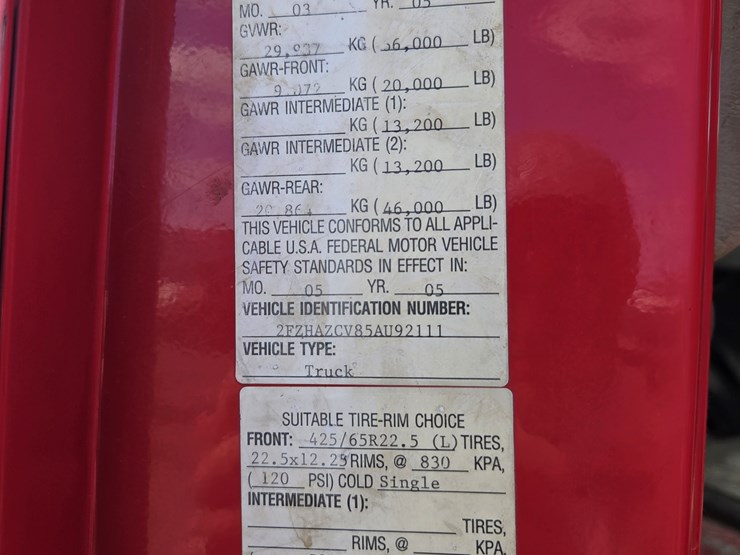 MO. 03 YR. 05
GVWR:
KG ( 66,000 LB)
GAWR-FRONT:
KG ( 20,000 LB)
GAWR INTERMEDIATE (1):
KG ( 13,200 LB)
GAWR INTERMEDIATE (2):
KG ( 13,200 LB)
GAWR-REAR:
KG ( 46,000 LB)
THIS VEHICLE CONFORMS TO ALL APPLI-
CABLE U.S.A. FEDERAL MOTOR VEHICLE
SAFETY STANDARDS IN EFFECT IN:
MO. 05 YR. 05
VEHICLE IDENTIFICATION NUMBER:
2FZHAZCV85AU92111
VEHICLE TYPE:
Truck
SUITABLE TIRE-RIM CHOICE
FRONT: 425/65R22.5 (L) TIRES,
22.5x12.25 RIMS, @ 830 KPA,
( 120 PSI) COLD Single
INTERMEDIATE (1):
TIRES,
RIMS, @ KPA,